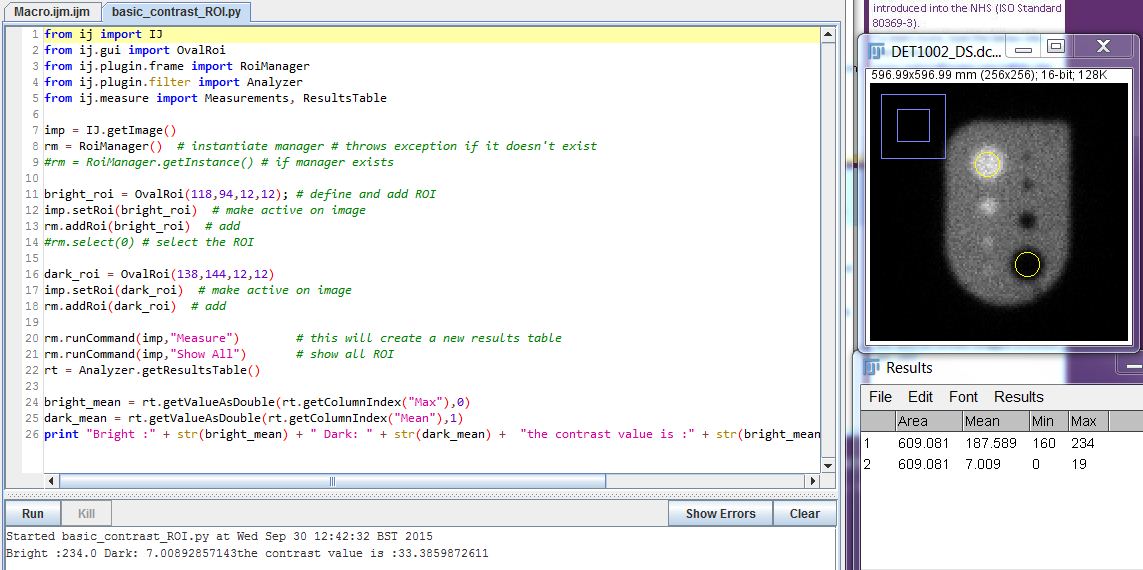 Macro.ijm.ijm
basic_contrast_ROI.py
1 from ij import IJ
2 from ij.gui import OvalRoi
3 from ij.plugin.frame import RoiManager
4 from ij.plugin.filter import Analyzer
5 from ij.measure import Measurements, ResultsTable
6
7 imp = IJ.getImage()
8 rm = RoiManager()  # instantiate manager # throws exception if it doesn't exist
9 #rm = RoiManager.getInstance() # if manager exists
10
11 bright_roi = OvalRoi(118,94,12,12); # define and add ROI
12 imp.setRoi(bright_roi)  # make active on image
13 rm.addRoi(bright_roi)  # add
14 #rm.select(0) # select the ROI
15
16 dark_roi = OvalRoi(138,144,12,12)
17 imp.setRoi(dark_roi)  # make active on image
18 rm.addRoi(dark_roi)  # add
19
20 rm.runCommand(imp,"Measure")        # this will create a new results table
21 rm.runCommand(imp,"Show All")       # show all ROI
22 rt = Analyzer.getResultsTable()
23
24 bright_mean = rt.getValueAsDouble(rt.getColumnIndex("Max"),0)
25 dark_mean = rt.getValueAsDouble(rt.getColumnIndex("Mean"),1)
26 print "Bright :" + str(bright_mean) + " Dark: " + str(dark_mean) +  "the contrast value is :" + str(bright_mean
Run Kill Show Errors Clear
Started basic_contrast_ROI.py at Wed Sep 30 12:42:32 BST 2015
Bright :234.0 Dark: 7.00892857143the contrast value is :33.3859872611
introduced into the NHS (ISO Standard
80369-3).
DET1002_DS.dc...
596.99x596.99 mm (256x256); 16-bit; 128K
Results
File Edit Font Results
Area Mean Min Max
1 609.081 187.589 160 234
2 609.081 7.009 0 19